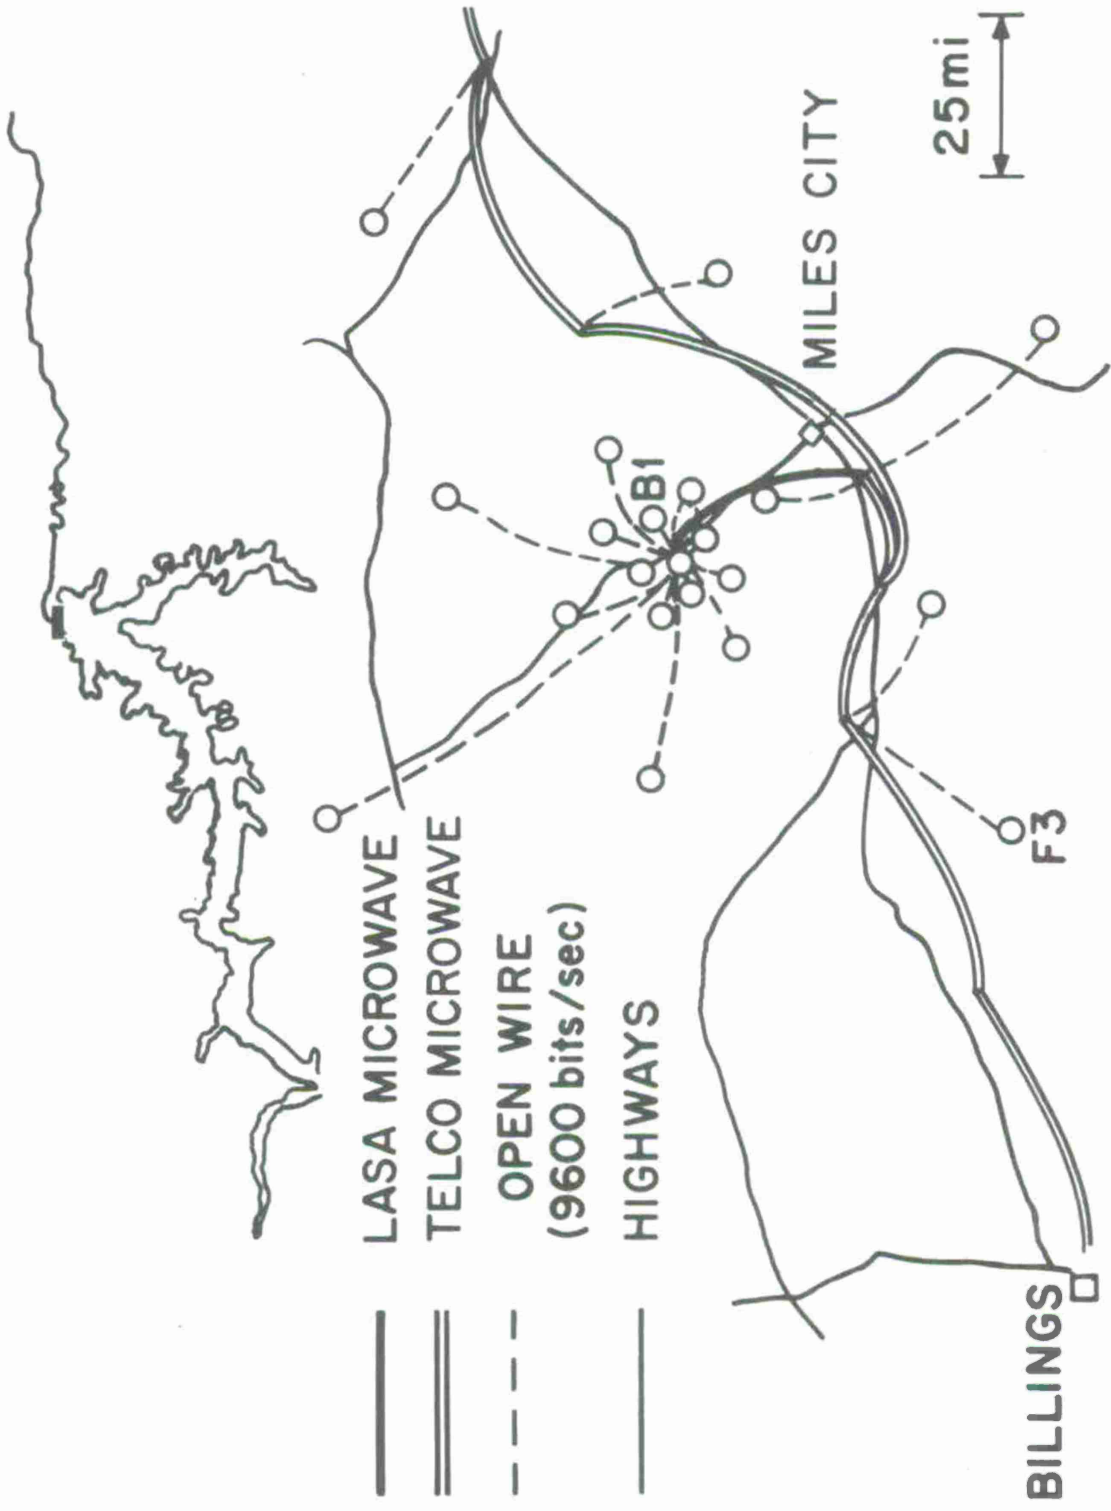 LASA MICROWAVE
TELCO MICROWAVE
OPEN WIRE
(9600 bits/sec)
HIGHWAYS
B1
MILES CITY
25mi
F3
BILLINGS